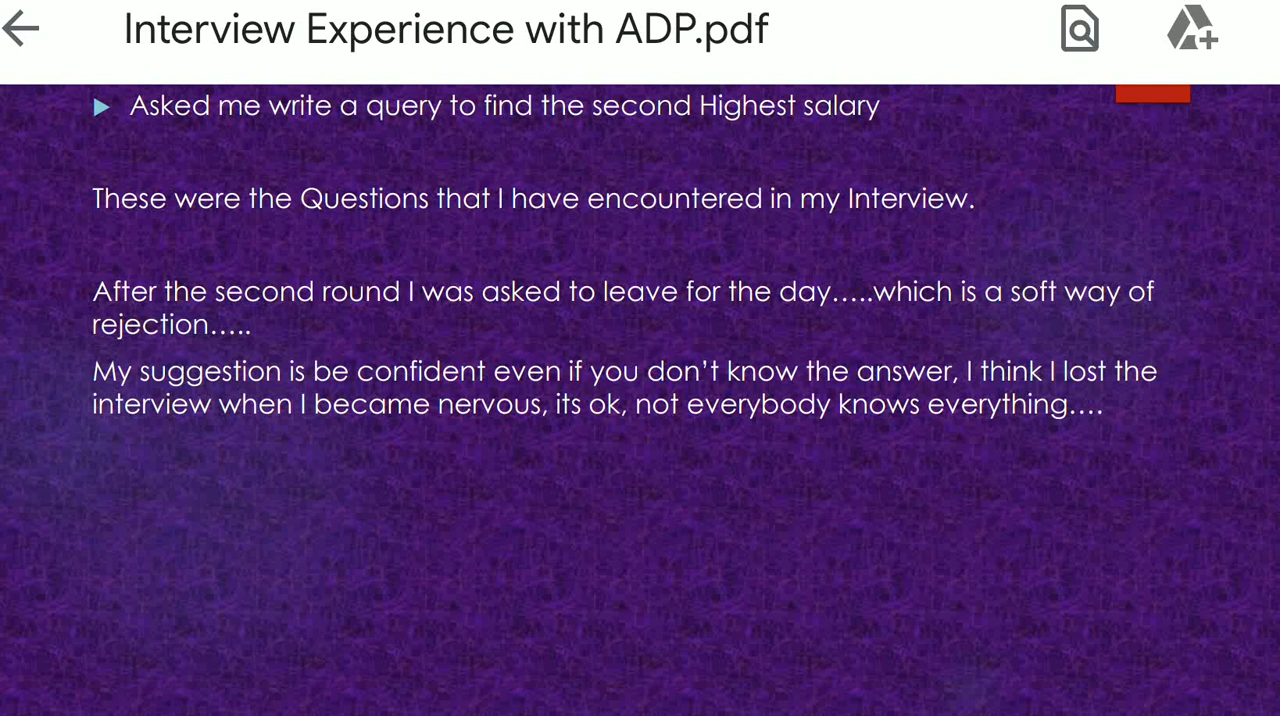 Interview Experience with ADP.pdf
Asked me write a query to find the second Highest salary
These were the Questions that I have encountered in my Interview.
After the second round I was asked to leave for the day…..which is a soft way of
rejection…..
My suggestion is be confident even if you don’t know the answer, I think I lost the
interview when I became nervous, its ok, not everybody knows everything….